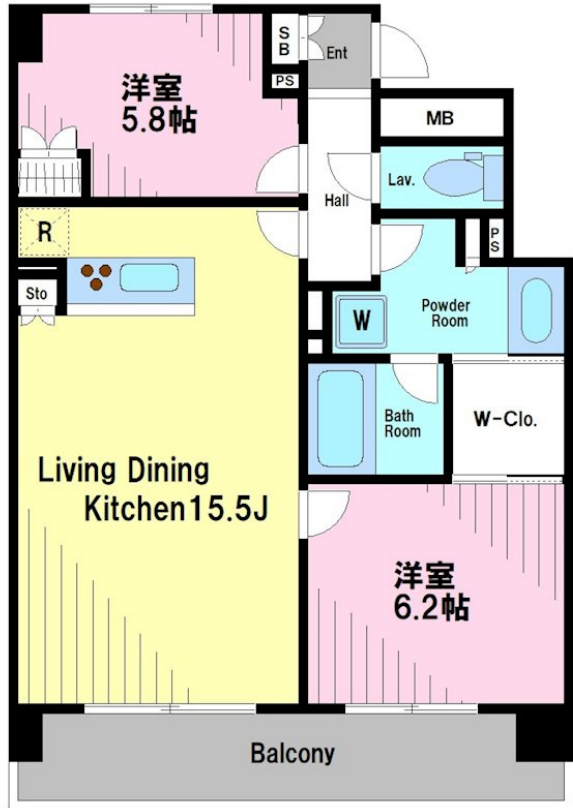 S
B
Ent
PS
洋室
5.8帖
MB
Lav.
Hall
R
PS
Sto
W
Powder
Room
Bath
Room
W-Clo.
Living Dining
Kitchen15.5J
洋室
6.2帖
Balcony